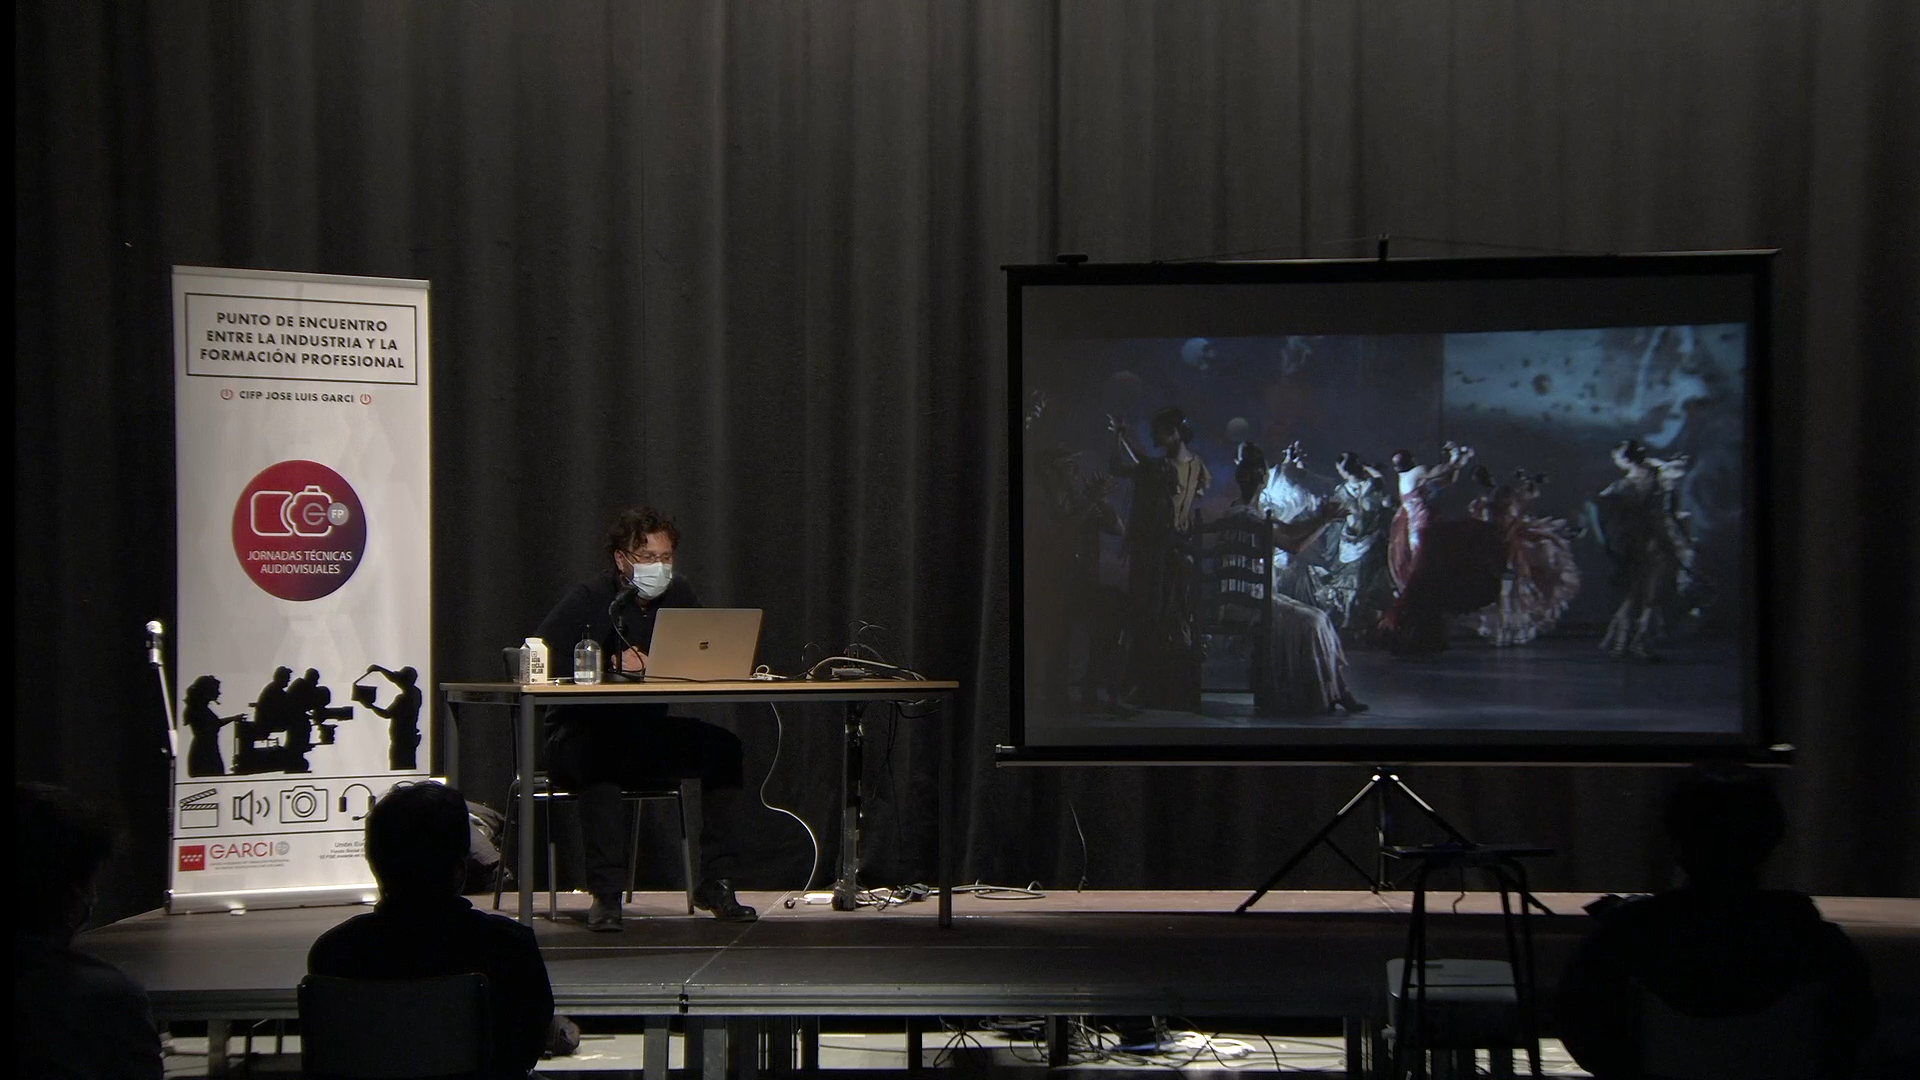 PUNTO DE ENCUENTRO
ENTRE LA INDUSTRIA Y LA
FORMACIÓN PROFESIONAL
CIFP JOSE LUIS GARCI
FP
JORNADAS TÉCNICAS
AUDIOVISUALES
GARCI